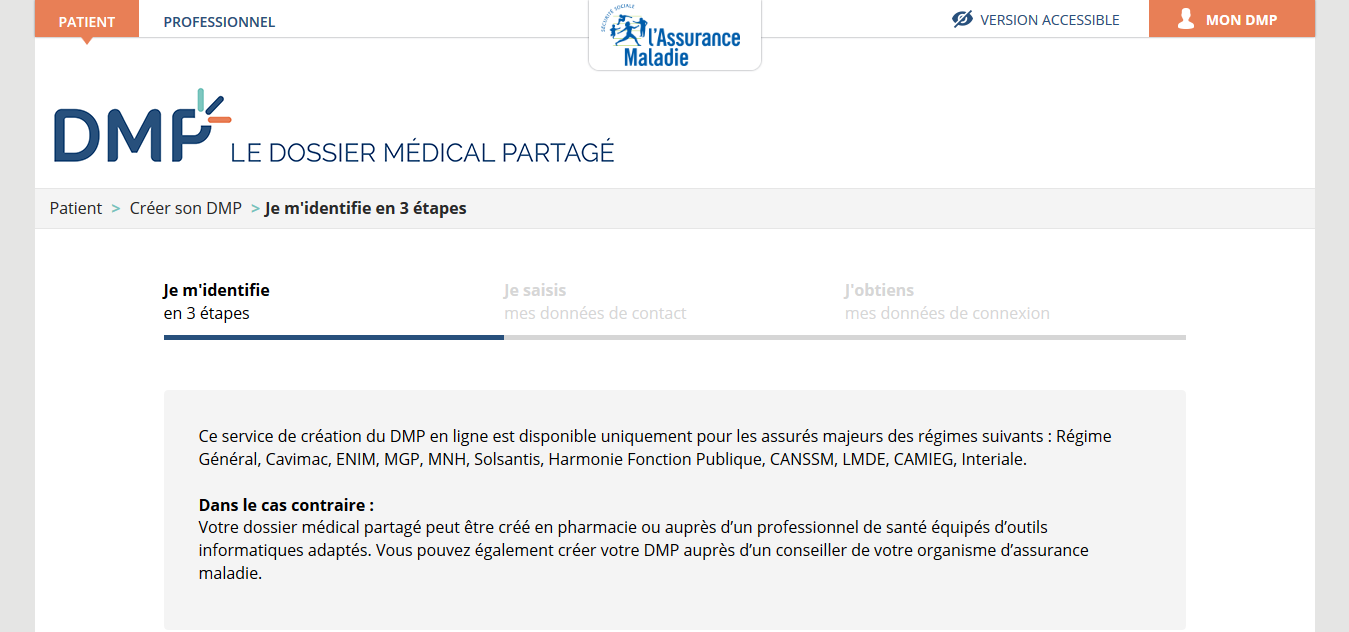 PATIENT
PROFESSIONNEL
SÉCURITÉ SOCIALE
l'Assurance
Maladie
VERSION ACCESSIBLE
MON DMP
DMP
LE DOSSIER MÉDICAL PARTAGÉ
Patient > Créer son DMP > Je m'identifie en 3 étapes
Je m'identifie
en 3 étapes
Je saisis
mes données de contact
J'obtiens
mes données de connexion
Ce service de création du DMP en ligne est disponible uniquement pour les assurés majeurs des régimes suivants : Régime
Général, Cavimac, ENIM, MGP, MNH, Solsantis, Harmonie Fonction Publique, CANSSM, LMDE, CAMIEG, Interiale.
Dans le cas contraire :
Votre dossier médical partagé peut être créé en pharmacie ou auprès d’un professionnel de santé équipés d’outils
informatiques adaptés. Vous pouvez également créer votre DMP auprès d’un conseiller de votre organisme d’assurance
maladie.